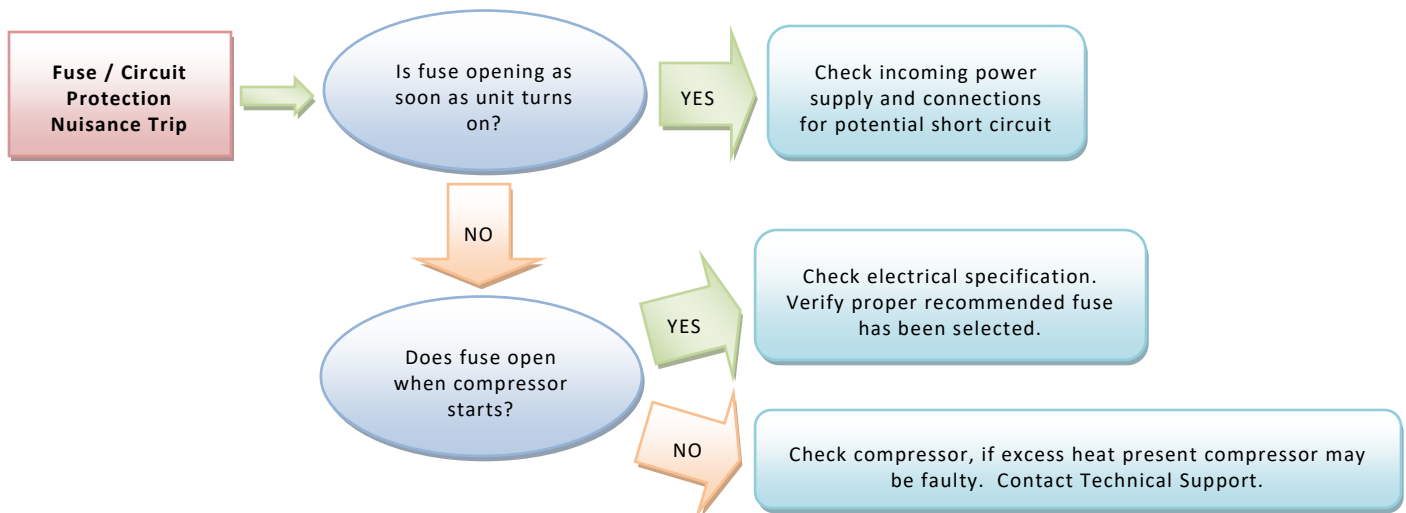 Fuse / Circuit
Protection
Nuisance Trip
Is fuse opening as
soon as unit turns
on?
YES
Check incoming power
supply and connections
for potential short circuit
NO
Does fuse open
when compressor
starts?
YES
Check electrical specification.
Verify proper recommended fuse
has been selected.
NO
Check compressor, if excess heat present compressor may
be faulty.  Contact Technical Support.